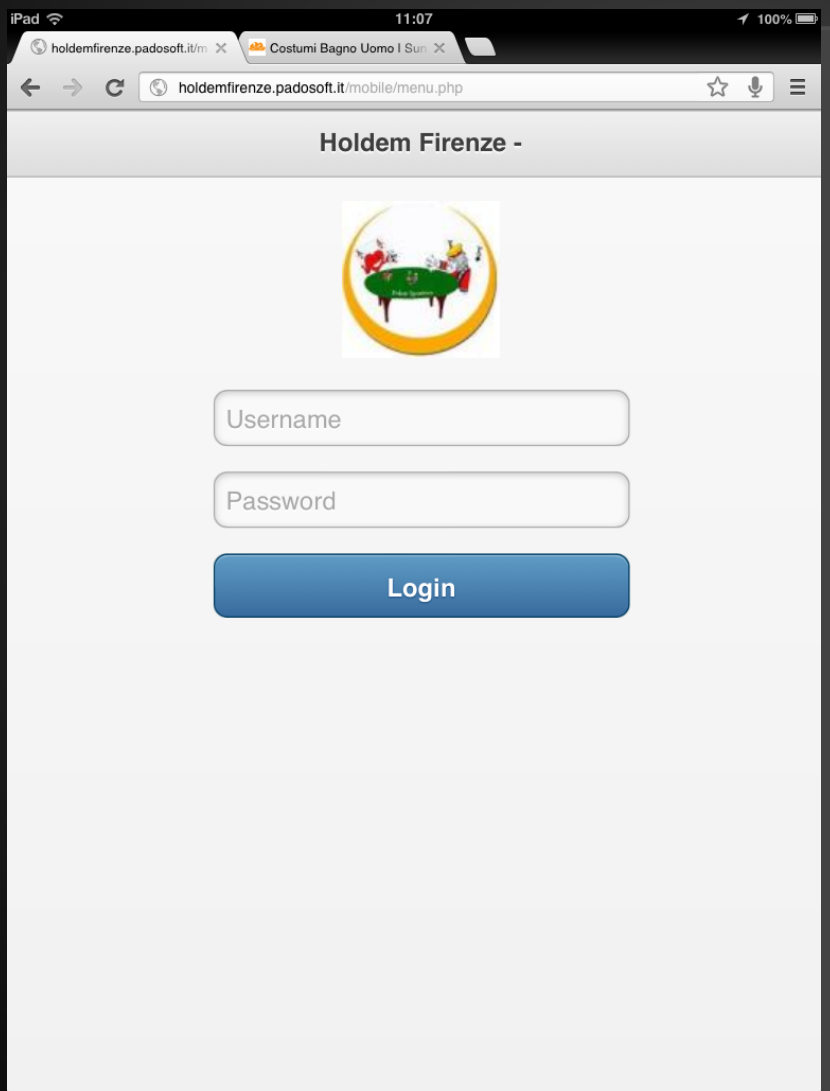 iPad 11:07 100%
holdemfirenze.padosoft.it/m Costumi Bagno Uomo I Sun
holdemfirenze.padosoft.it/mobile/menu.php
Holdem Firenze -
Username
Password
Login